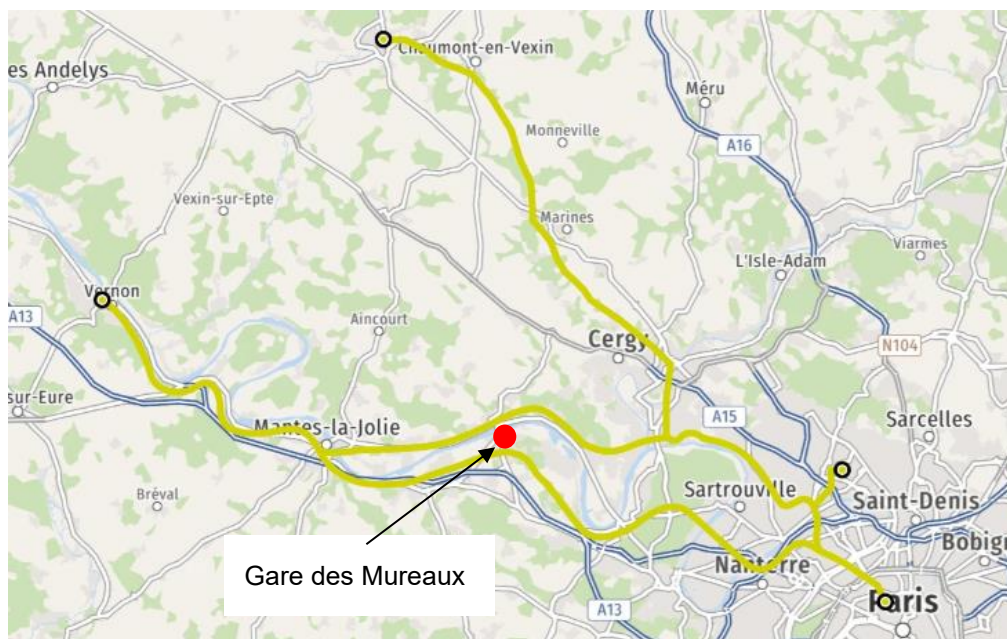 Chaumont-en-Vexin
es Andelys
Méru
Monneville
A16
Vexin-sur-Epte
Marines
Viarmes
L'Isle-Adam
Vernon
A13
Aincourt
Cergy
N104
sur-Eure
A15
Sarcelles
Mantes-la-Jolie
Bréval
Sartrouville
Saint-Denis
Bobign
Nanterre
Gare des Mureaux
A13
Paris